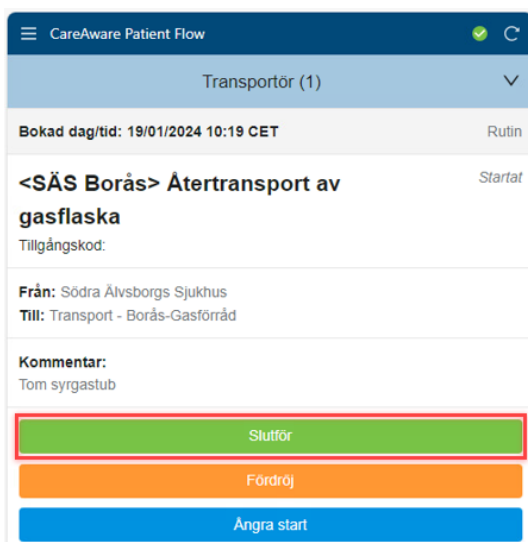 CareAware Patient Flow
Transportör (1)
Bokad dag/tid: 19/01/2024 10:19 CET Rutin
<SÄS Borås> Återtransport av Startat
gasflaska
Tillgångskod:
Från: Södra Älvsborgs Sjukhus
Till: Transport - Borås-Gasförråd
Kommentar:
Tom syrgastub
Slutför
Fördröj
Ångra start